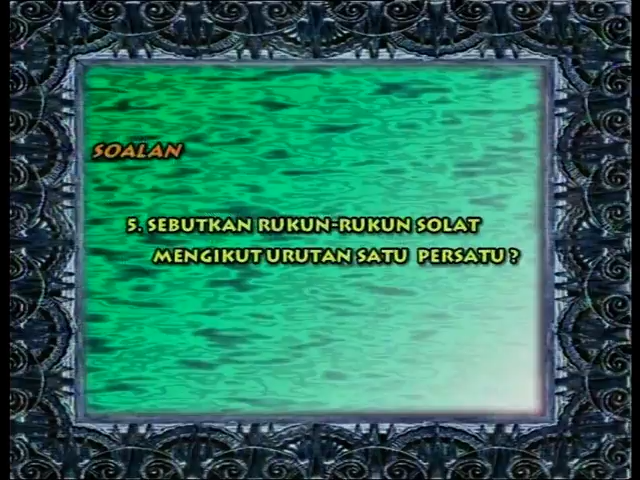 SOALAN
5. SEBUTKAN RUKUN-RUKUN SOLAT
MENGIKUT URUTAN SATU PERSATU ?